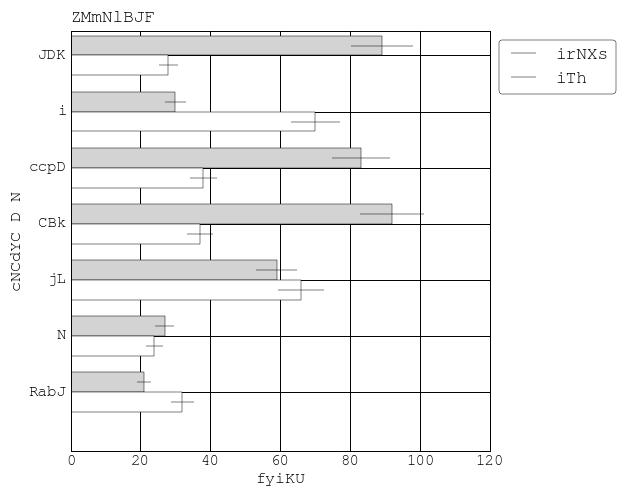 ZMmNlBJF
JDK
i
ccpD
CBk
jL
N
RabJ
cNCdYC D N
0 20 40 60 80 100 120
fyiKU
irNXs
iTh